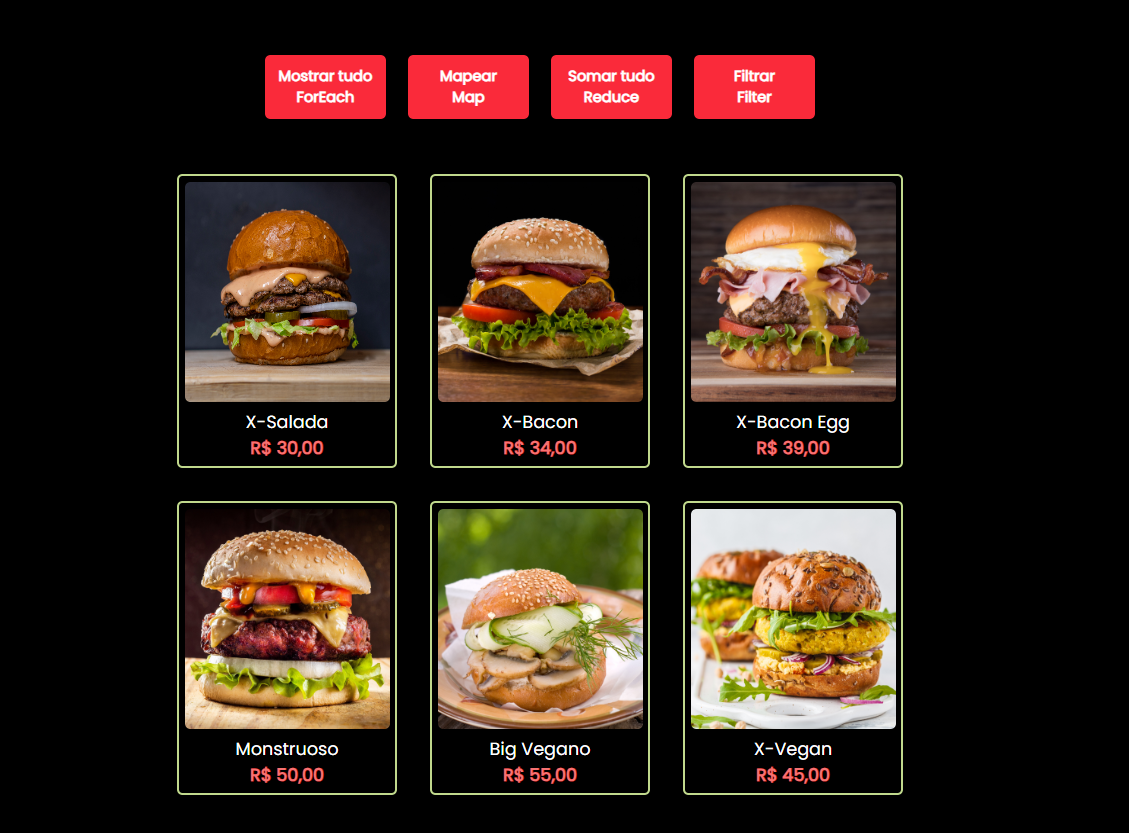 Mostrar tudo
ForEach
Mapear
Map
Somar tudo
Reduce
Filtrar
Filter
X-Salada
R$ 30,00
X-Bacon
R$ 34,00
X-Bacon Egg
R$ 39,00
Monstruoso
R$ 50,00
Big Vegano
R$ 55,00
X-Vegan
R$ 45,00